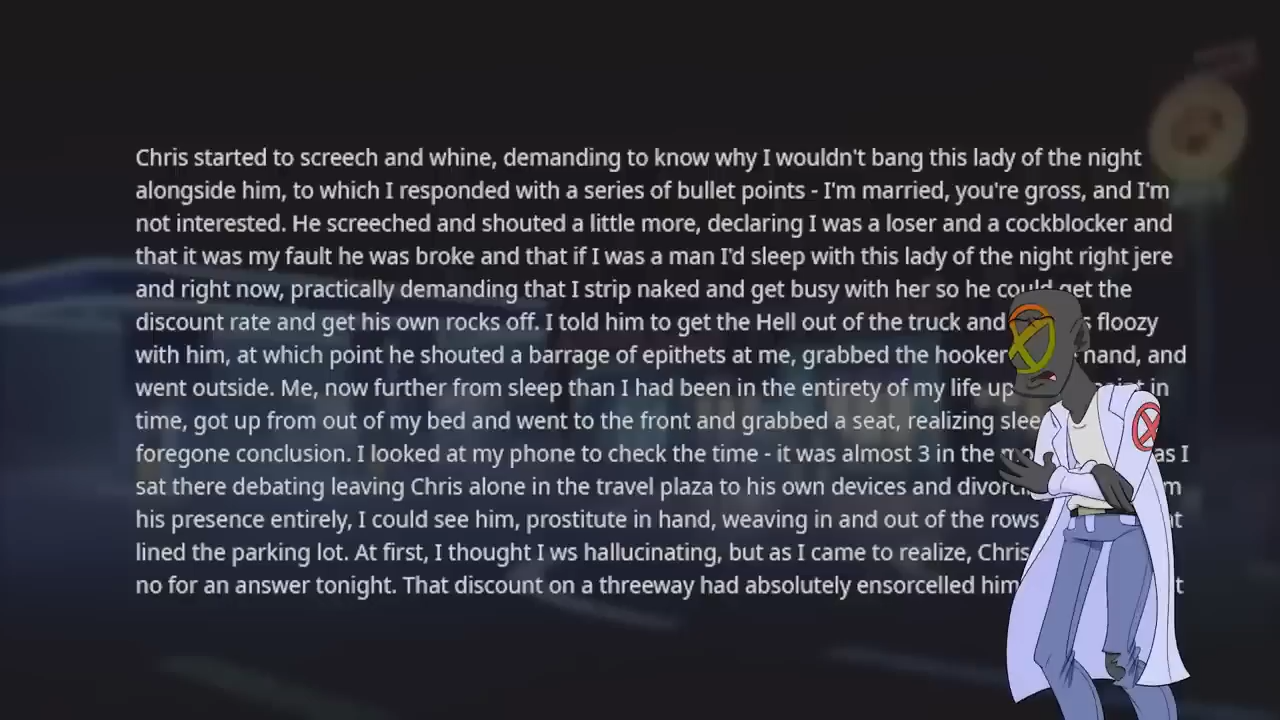 Chris started to screech and whine, demanding to know why I wouldn't bang this lady of the night
alongside him, to which I responded with a series of bullet points - I'm married, you're gross, and I'm
not interested. He screeched and shouted a little more, declaring I was a loser and a cockblocker and
that it was my fault he was broke and that if I was a man I'd sleep with this lady of the night right jere
and right now, practically demanding that I strip naked and get busy with her so he could get the
discount rate and get his own rocks off. I told him to get the Hell out of the truck and floozy
with him, at which point he shouted a barrage of epithets at me, grabbed the hooker hand, and
went outside. Me, now further from sleep than I had been in the entirety of my life up in
time, got up from out of my bed and went to the front and grabbed a seat, realizing
foregone conclusion. I looked at my phone to check the time - it was almost 3 in the as I
sat there debating leaving Chris alone in the travel plaza to his own devices and
his presence entirely, I could see him, prostitute in hand, weaving in and out of the rows
lined the parking lot. At first, I thought I ws hallucinating, but as I came to realize, Chris
no for an answer tonight. That discount on a threeway had absolutely ensorcelled him